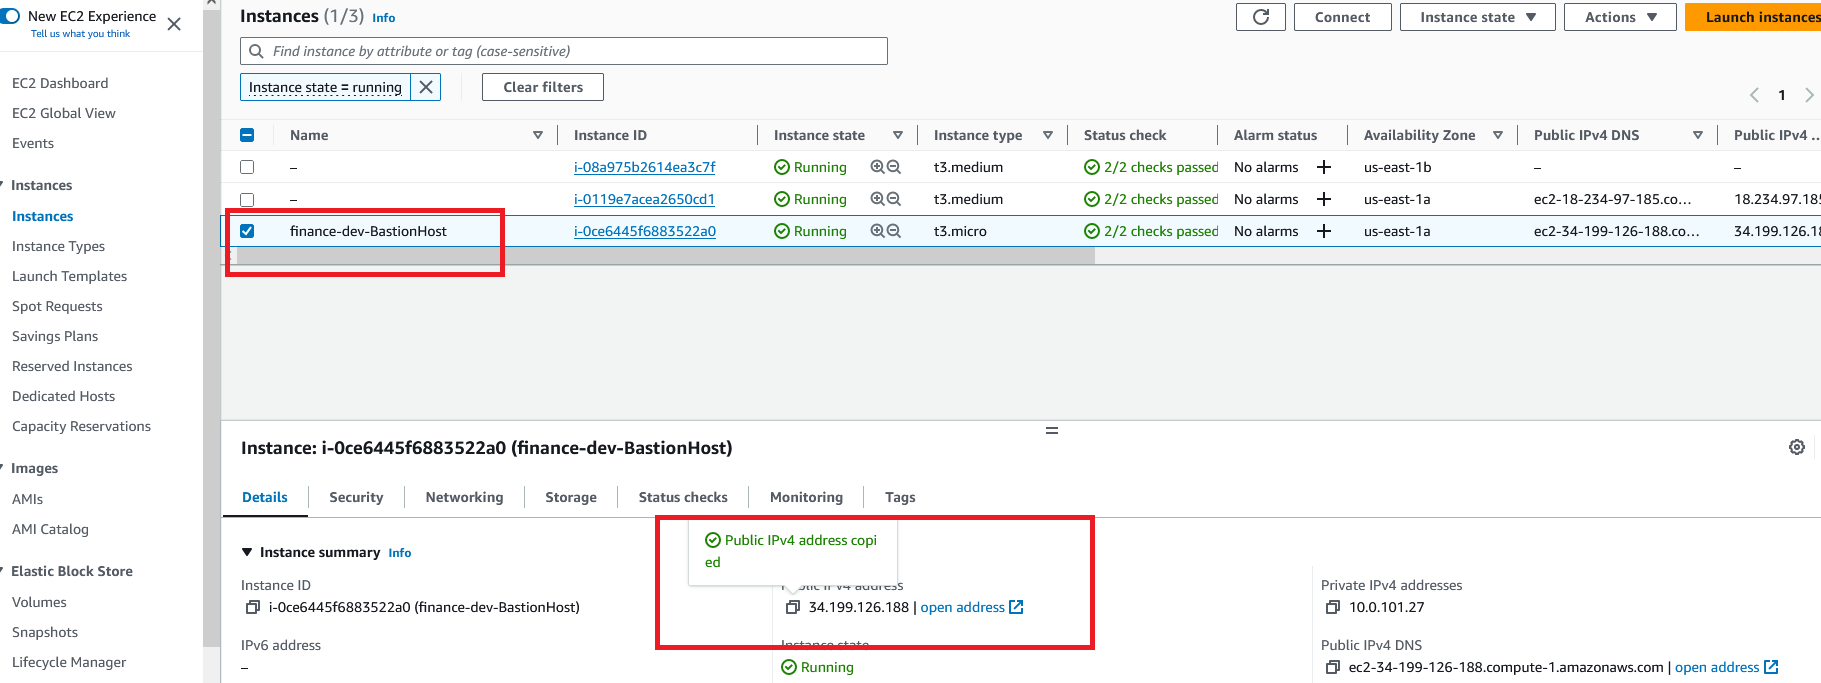 New EC2 Experience
Tell us what you think
EC2 Dashboard
EC2 Global View
Events
Instances
Instances
Instance Types
Launch Templates
Spot Requests
Savings Plans
Reserved Instances
Dedicated Hosts
Capacity Reservations
Images
AMIs
AMI Catalog
Elastic Block Store
Volumes
Snapshots
Lifecycle Manager
Instances (1/3) Info
Connect
Instance state
Actions
Launch instances
Find instance by attribute or tag (case-sensitive)
Instance state = running
Clear filters
1
Name Instance ID Instance state Instance type Status check Alarm status Availability Zone Public IPv4 DNS Public IPv4 ...
– i-08a975b2614ea3c7f Running t3.medium 2/2 checks passed No alarms + us-east-1b – –
– i-0119e7acea2650cd1 Running t3.medium 2/2 checks passed No alarms + us-east-1a ec2-18-234-97-185.co... 18.234.97.185
finance-dev-BastionHost i-0ce6445f6883522a0 Running t3.micro 2/2 checks passed No alarms + us-east-1a ec2-34-199-126-188.co... 34.199.126.18
Instance: i-0ce6445f6883522a0 (finance-dev-BastionHost)
Details Security Networking Storage Status checks Monitoring Tags
Public IPv4 address copi
ed
Instance summary Info
Instance ID
i-0ce6445f6883522a0 (finance-dev-BastionHost)
IPv6 address
–
Public IPv4 address
34.199.126.188 | open address
Instance state
Running
Private IPv4 addresses
10.0.101.27
Public IPv4 DNS
ec2-34-199-126-188.compute-1.amazonaws.com | open address